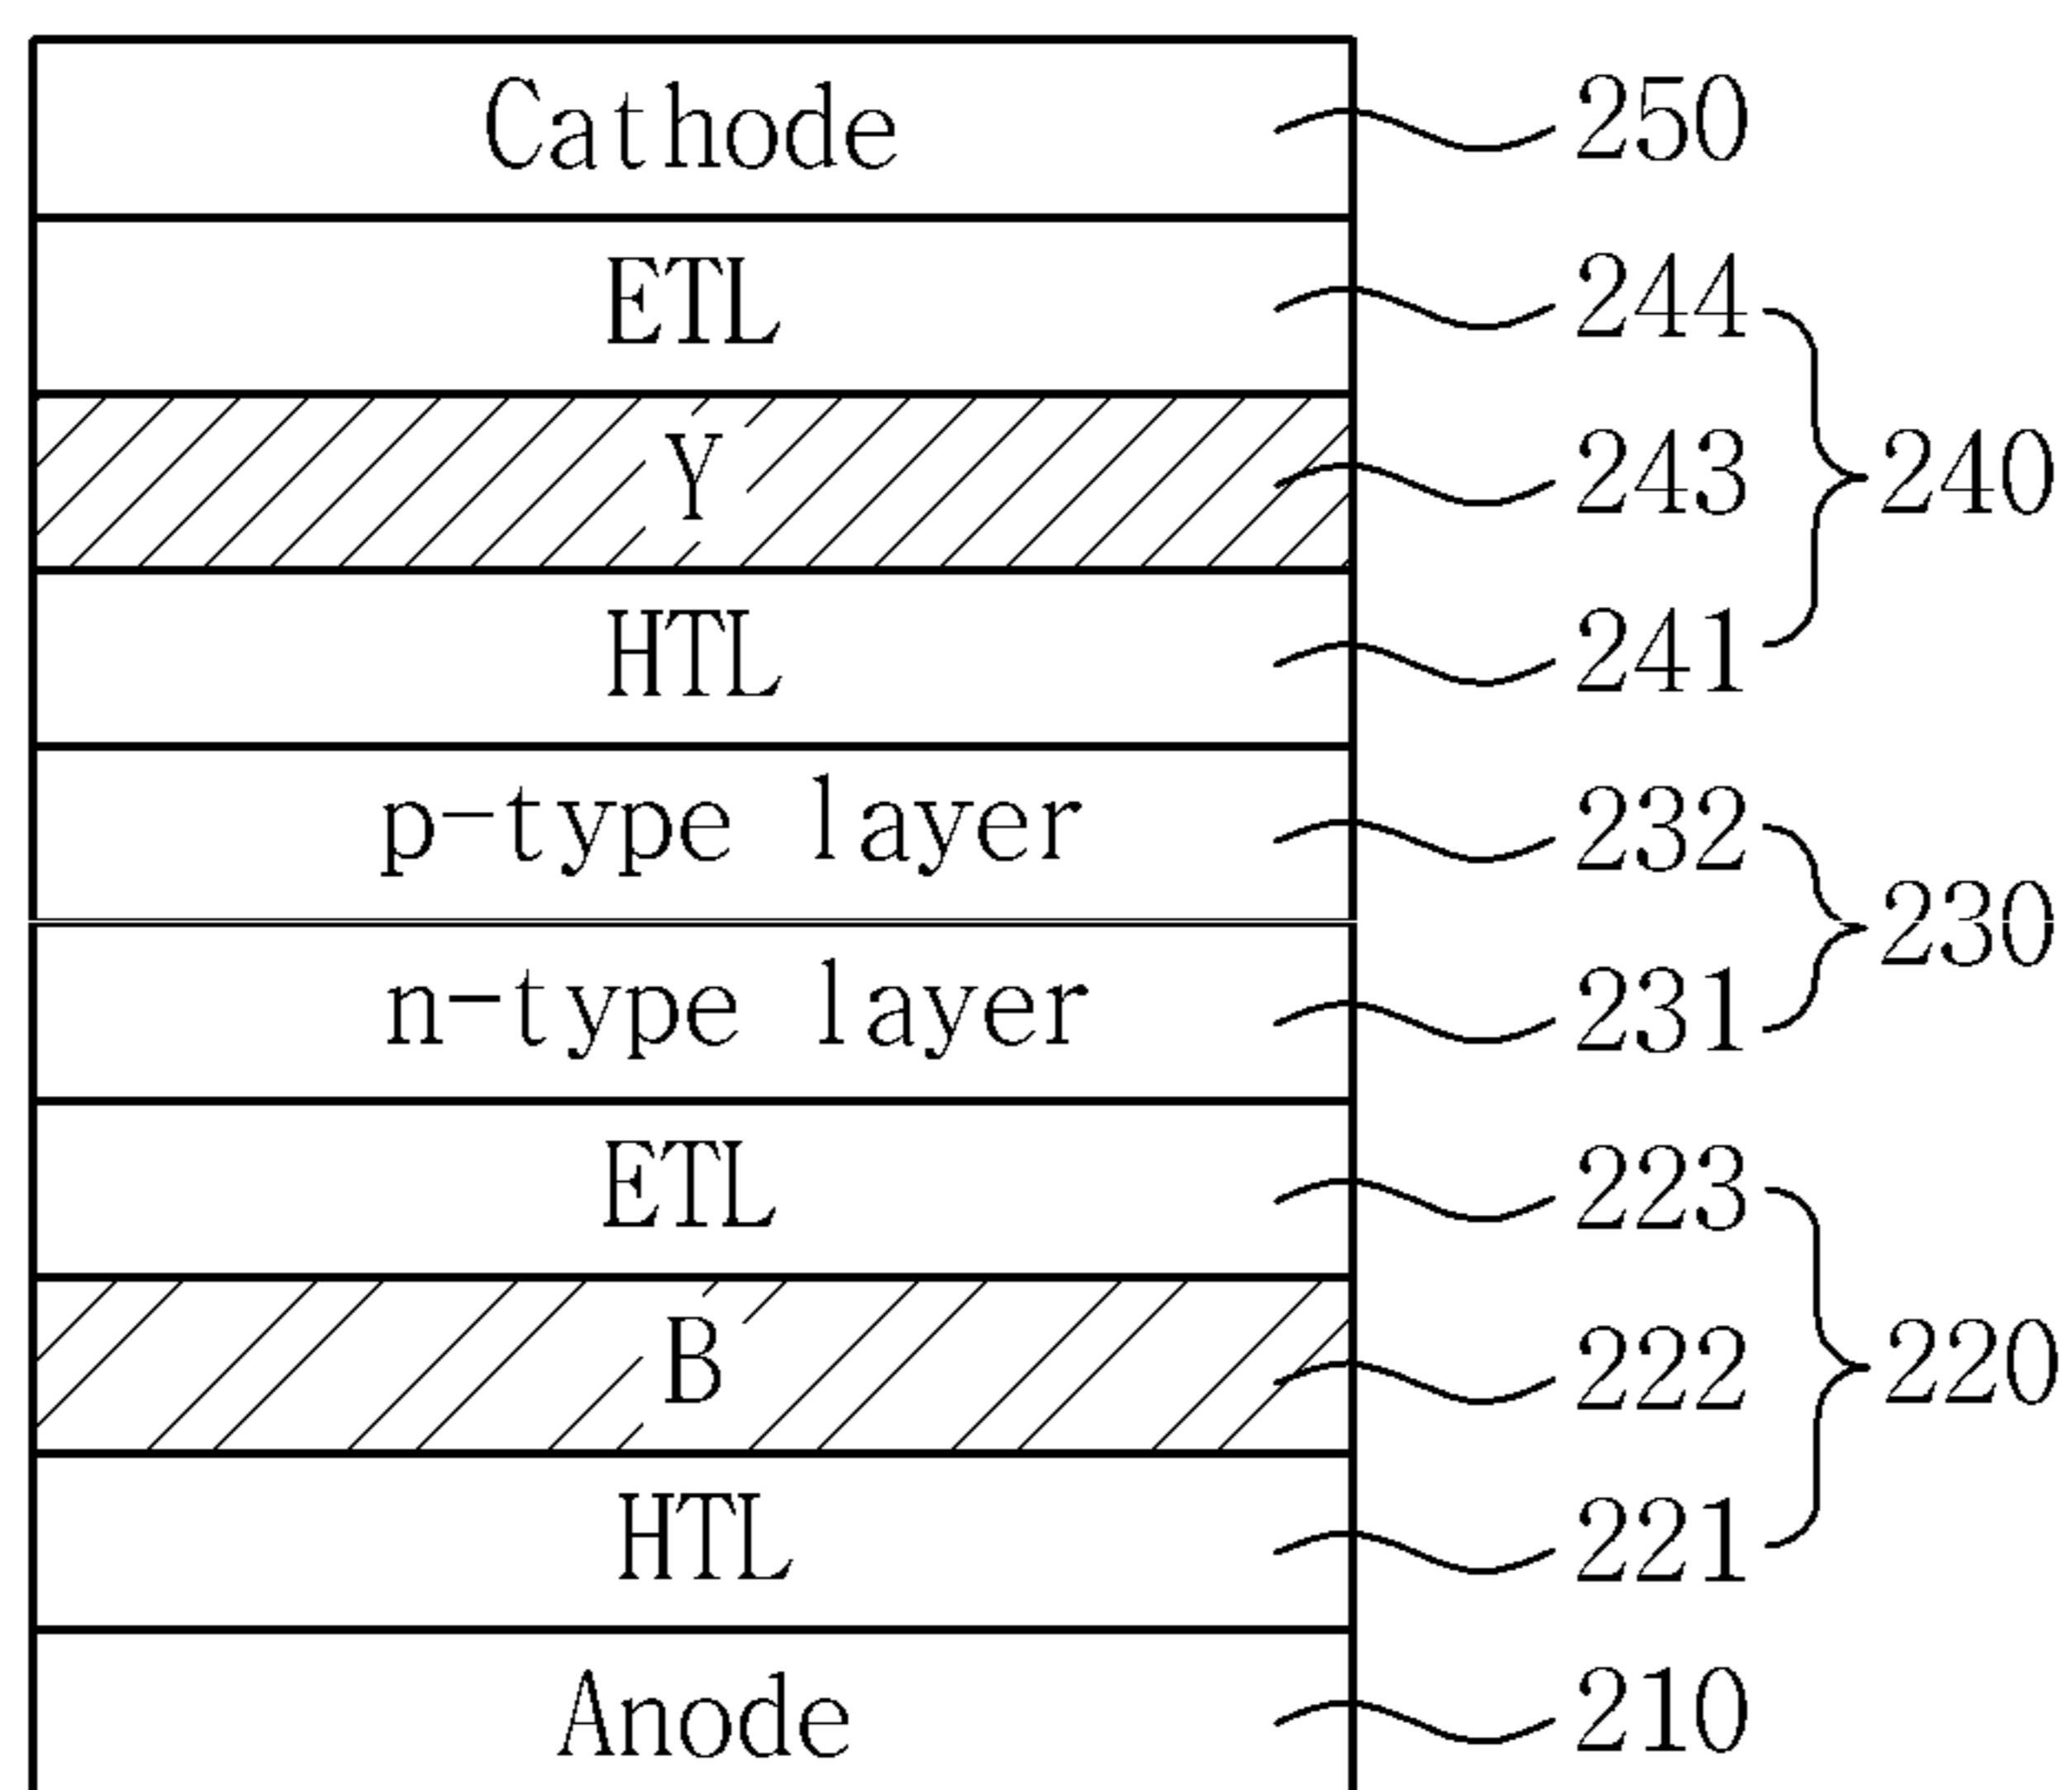 Cathode 250
ETL 244
Y 243 240
HTL 241
p-type layer 232
230
n-type layer 231
ETL 223
B 222 220
HTL 221
Anode 210